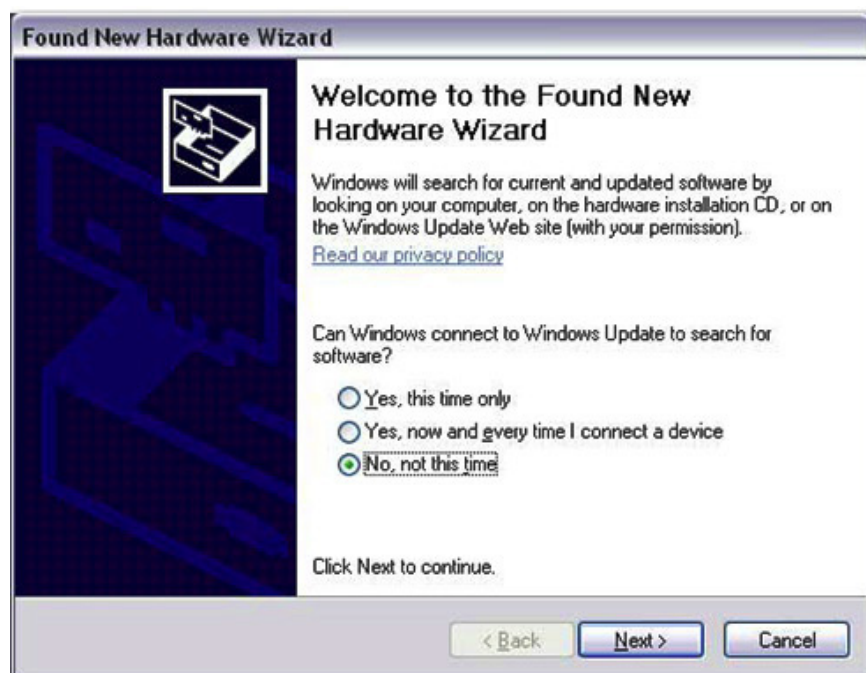 Found New Hardware Wizard
Welcome to the Found New
Hardware Wizard
Windows will search for current and updated software by
looking on your computer, on the hardware installation CD, or on
the Windows Update Web site (with your permission).
Read our privacy policy
Can Windows connect to Windows Update to search for
software?
Yes, this time only
Yes, now and every time I connect a device
No, not this time
Click Next to continue.
< Back
Next >
Cancel